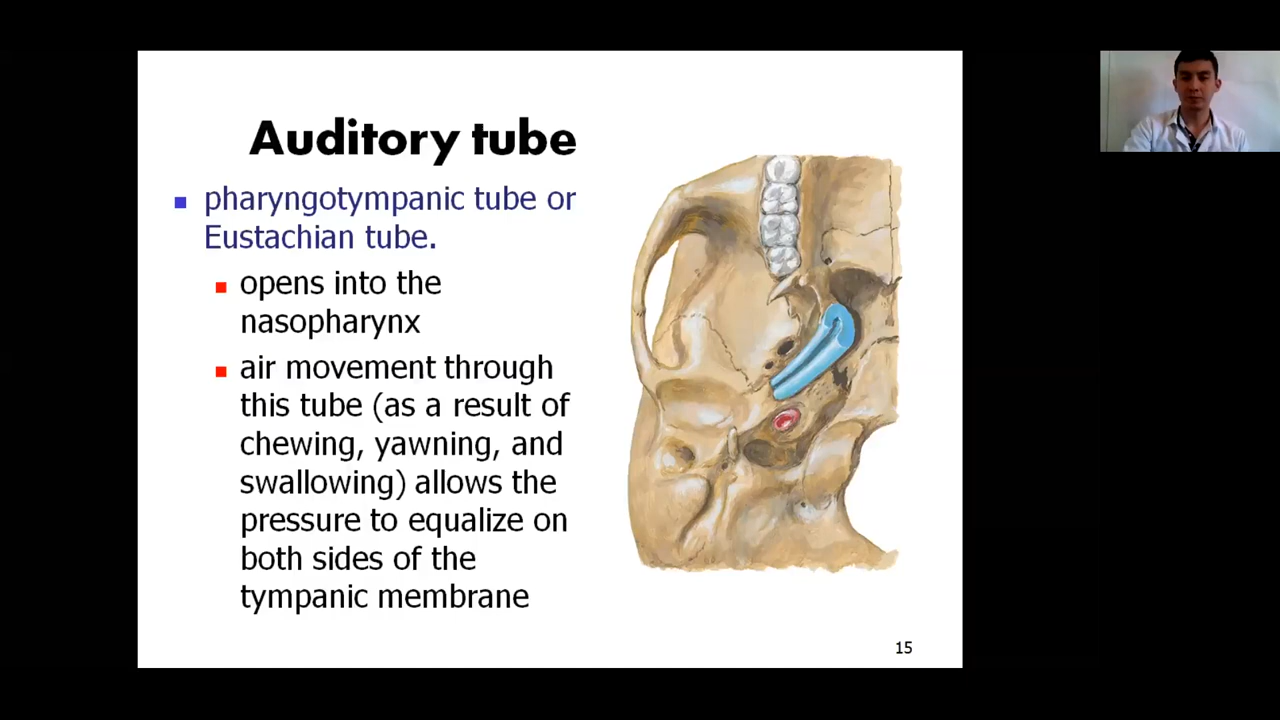 Auditory tube
pharyngotympanic tube or
Eustachian tube.
opens into the
nasopharynx
air movement through
this tube (as a result of
chewing, yawning, and
swallowing) allows the
pressure to equalize on
both sides of the
tympanic membrane
15